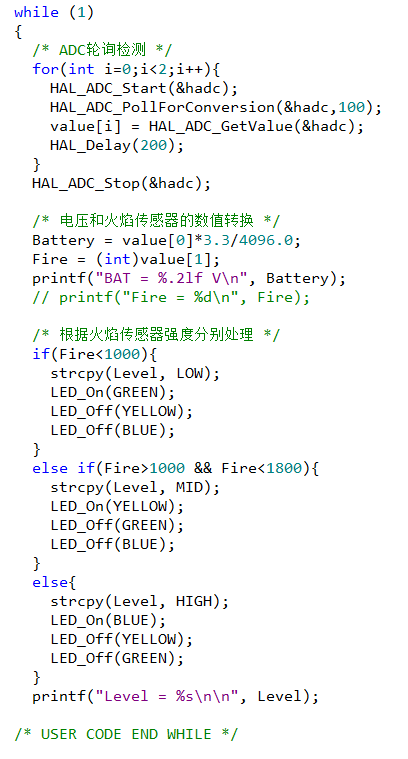 while (1)
{
  /* ADC轮询检测 */
  for(int i=0;i<2;i++){
    HAL_ADC_Start(&hadc);
    HAL_ADC_PollForConversion(&hadc,100);
    value[i] = HAL_ADC_GetValue(&hadc);
    HAL_Delay(200);
  }
  HAL_ADC_Stop(&hadc);

  /* 电压和火焰传感器的数值转换 */
  Battery = value[0]*3.3/4096.0;
  Fire = (int)value[1];
  printf("BAT = %.2lf V\n", Battery);
  // printf("Fire = %d\n", Fire);

  /* 根据火焰传感器强度分别处理 */
  if(Fire<1000){
    strcpy(Level, LOW);
    LED_On(GREEN);
    LED_Off(YELLOW);
    LED_Off(BLUE);
  }
  else if(Fire>1000 && Fire<1800){
    strcpy(Level, MID);
    LED_On(YELLOW);
    LED_Off(GREEN);
    LED_Off(BLUE);
  }
  else{
    strcpy(Level, HIGH);
    LED_On(BLUE);
    LED_Off(YELLOW);
    LED_Off(GREEN);
  }
  printf("Level = %s\n\n", Level);

/* USER CODE END WHILE */